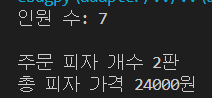 인원 수: 7
주문 피자 개수 2판
총 피자 가격 24000원